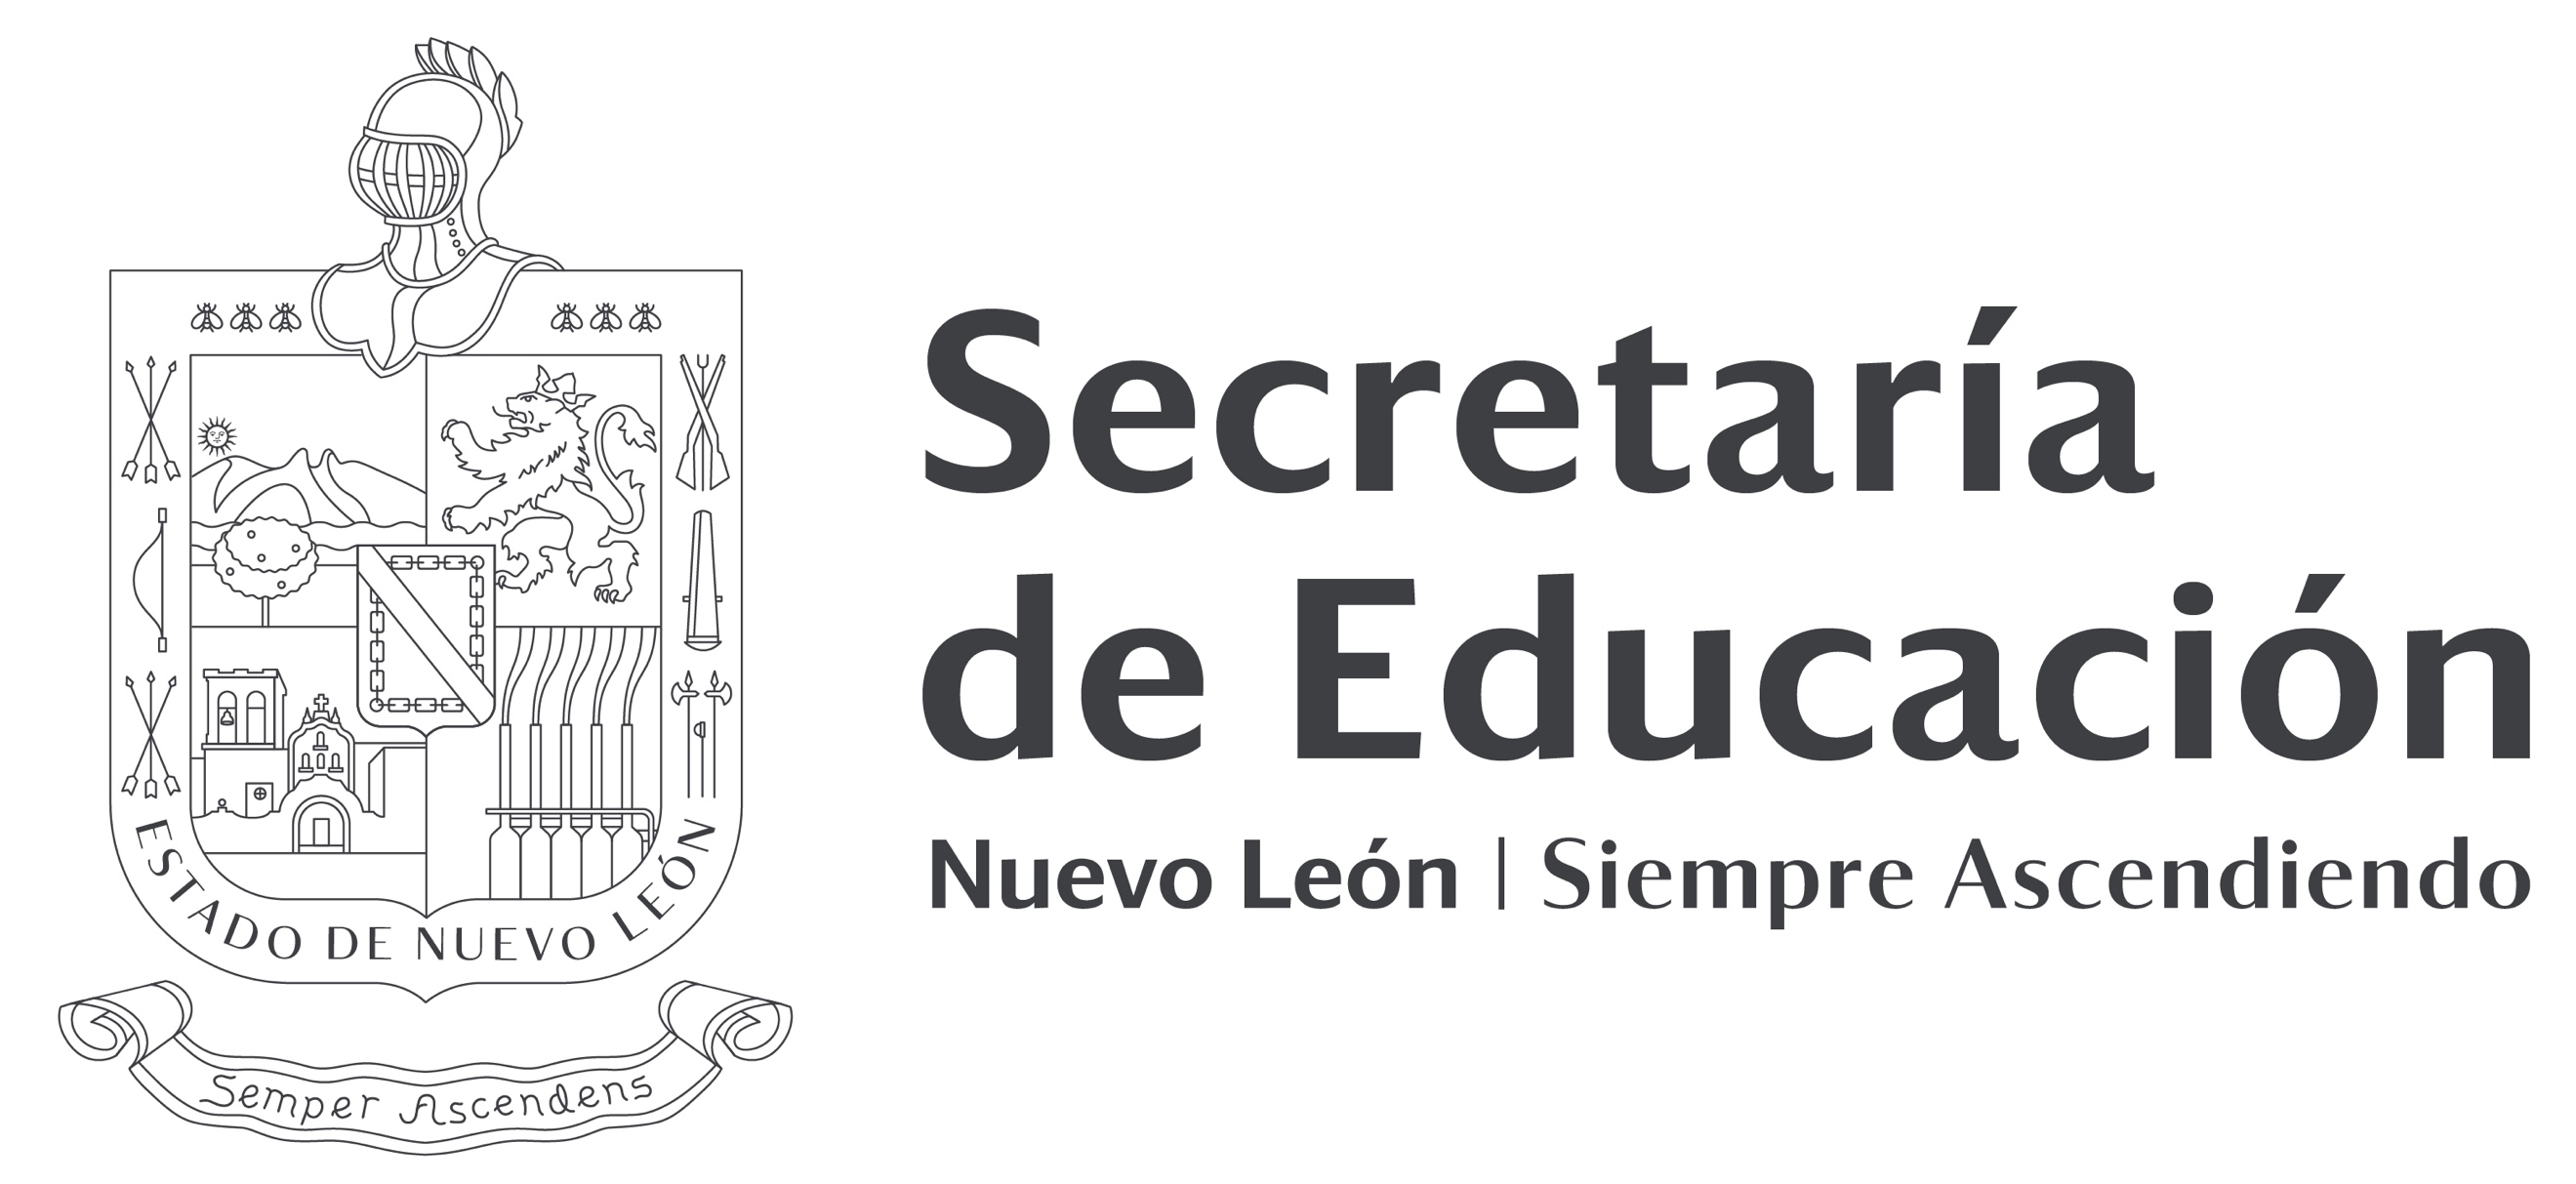 ESTADO DE NUEVO LEÓN
Semper Ascendens
Secretaría
de Educación
Nuevo León | Siempre Ascendiendo